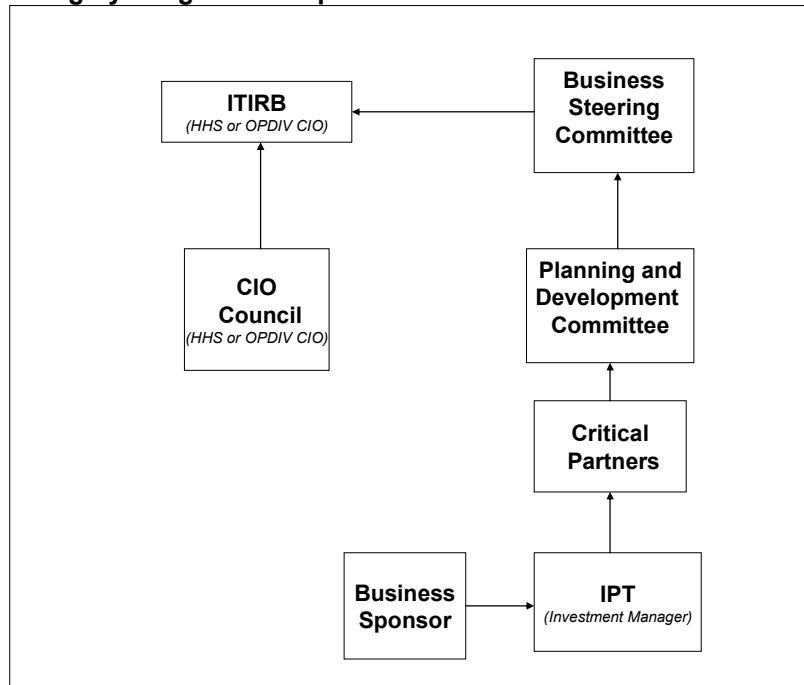 ITIRB
(HHS or OPDIV CIO)
Business
Steering
Committee
CIO
Council
(HHS or OPDIV CIO)
Planning and
Development
Committee
Critical
Partners
Business
Sponsor
IPT
(Investment Manager)